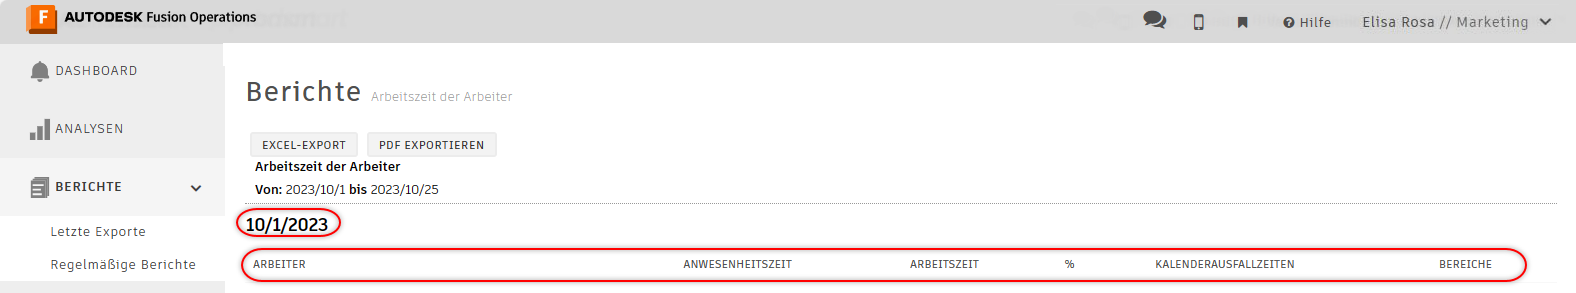 F AUTODESK Fusion Operations
Hilfe Elisa Rosa // Marketing
DASHBOARD
ANALYSEN
BERICHTE
Letzte Exporte
Regelmäßige Berichte
Berichte Arbeitszeit der Arbeiter
EXCEL-EXPORT PDF EXPORTIEREN
Arbeitszeit der Arbeiter
Von: 2023/10/1 bis 2023/10/25
10/1/2023
ARBEITER ANWESENHEITSZEIT ARBEITSZEIT % KALENDERAUSFALLZEITEN BEREICHE